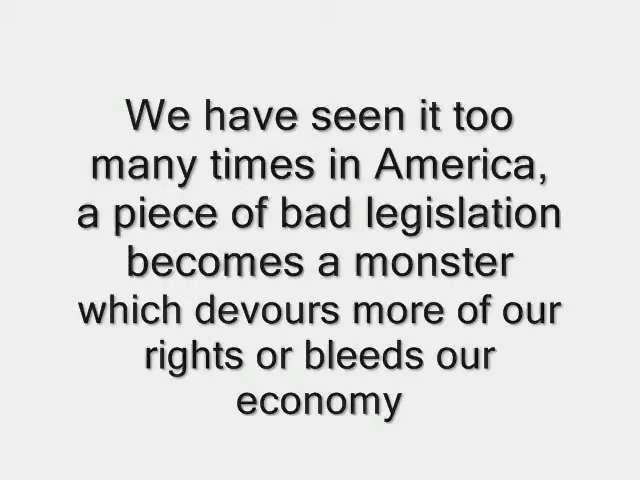 We have seen it too
many times in America,
a piece of bad legislation
becomes a monster
which devours more of our
rights or bleeds our
economy